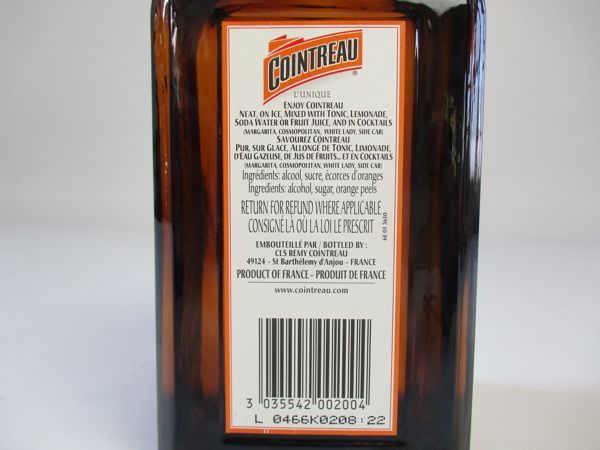 COINTREAU
®
L'UNIQUE
ENJOY COINTREAU
NEAT, ON ICE, MIXED WITH TONIC, LEMONADE,
SODA WATER OR FRUIT JUICE, AND IN COCKTAILS
(MARGARITA, COSMOPOLITAN, WHITE LADY, SIDE CAR)
SAVOUREZ COINTREAU
PUR, SUR GLACE, ALLONGÉ DE TONIC, LIMONADE,
D'EAU GAZEUSE, DE JUS DE FRUITS... ET EN COCKTAILS
(MARGARITA, COSMOPOLITAN, WHITE LADY, SIDE CAR)
Ingrédients: alcool, sucre, écorces d'oranges
Ingredients: alcohol, sugar, orange peels
RETURN FOR REFUND WHERE APPLICABLE
CONSIGNÉ LÀ OÙ LA LOI LE PRESCRIT
EMBOUTEILLÉ PAR / BOTTLED BY :
CLS REMY COINTREAU
49124 - St Barthélemy d'Anjou - FRANCE
PRODUCT OF FRANCE - PRODUIT DE FRANCE
www.cointreau.com
3 035542 002004
L 0466K0208:22